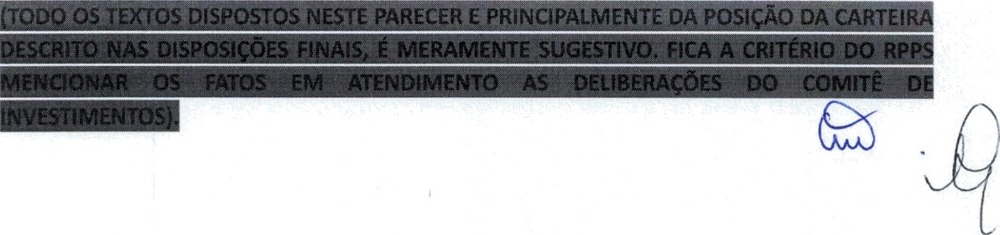 (TODO OS TEXTOS DISPOSTOS NESTE PARECER E PRINCIPALMENTE DA POSIÇÃO DA CARTEIRA
DESCRITO NAS DISPOSIÇÕES FINAIS, É MERAMENTE SUGESTIVO. FICA A CRITÉRIO DO RPPS
MENCIONAR OS FATOS EM ATENDIMENTO AS DELIBERAÇÕES DO COMITÊ DE
INVESTIMENTOS).